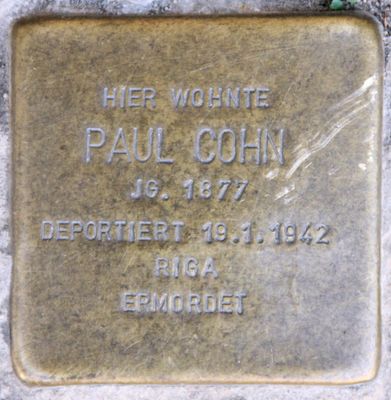 HIER WOHNTE
PAUL COHN
JG. 1877
DEPORTIERT 19.1.1942
RIGA
ERMORDET